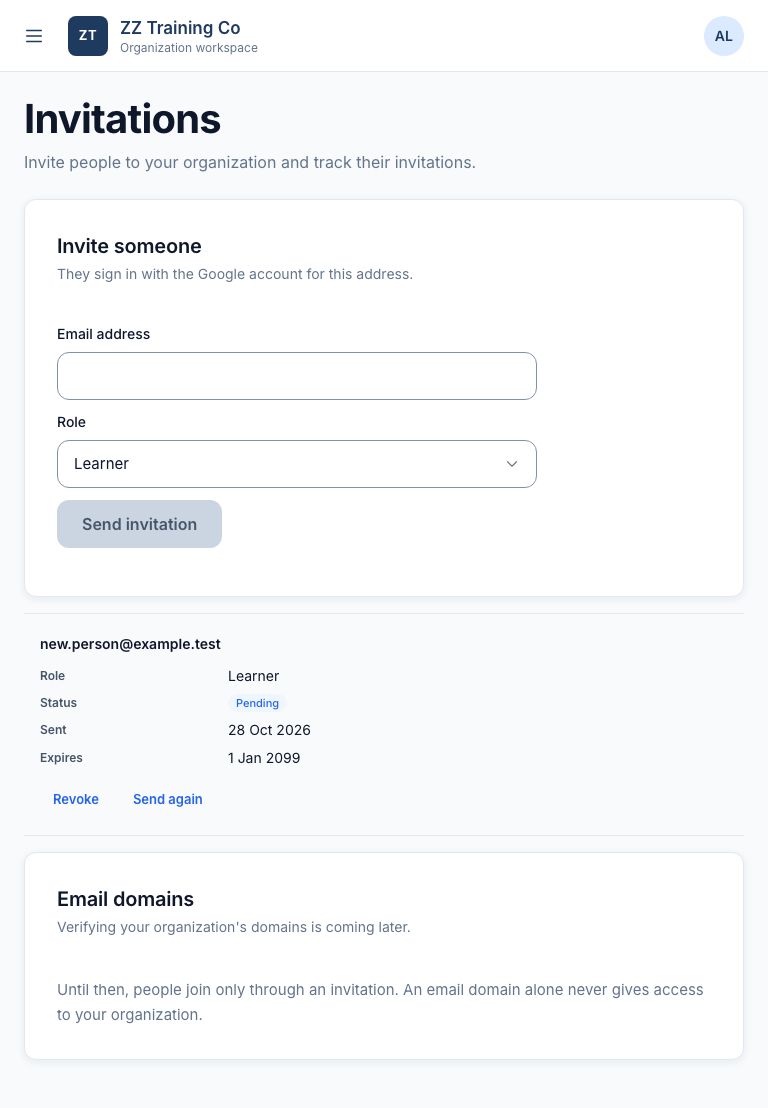 ZT
ZZ Training Co
Organization workspace
AL
Invitations
Invite people to your organization and track their invitations.
Invite someone
They sign in with the Google account for this address.
Email address
Role
Learner
Send invitation
new.person@example.test
Role Learner
Status Pending
Sent 28 Oct 2026
Expires 1 Jan 2099
Revoke Send again
Email domains
Verifying your organization's domains is coming later.
Until then, people join only through an invitation. An email domain alone never gives access
to your organization.